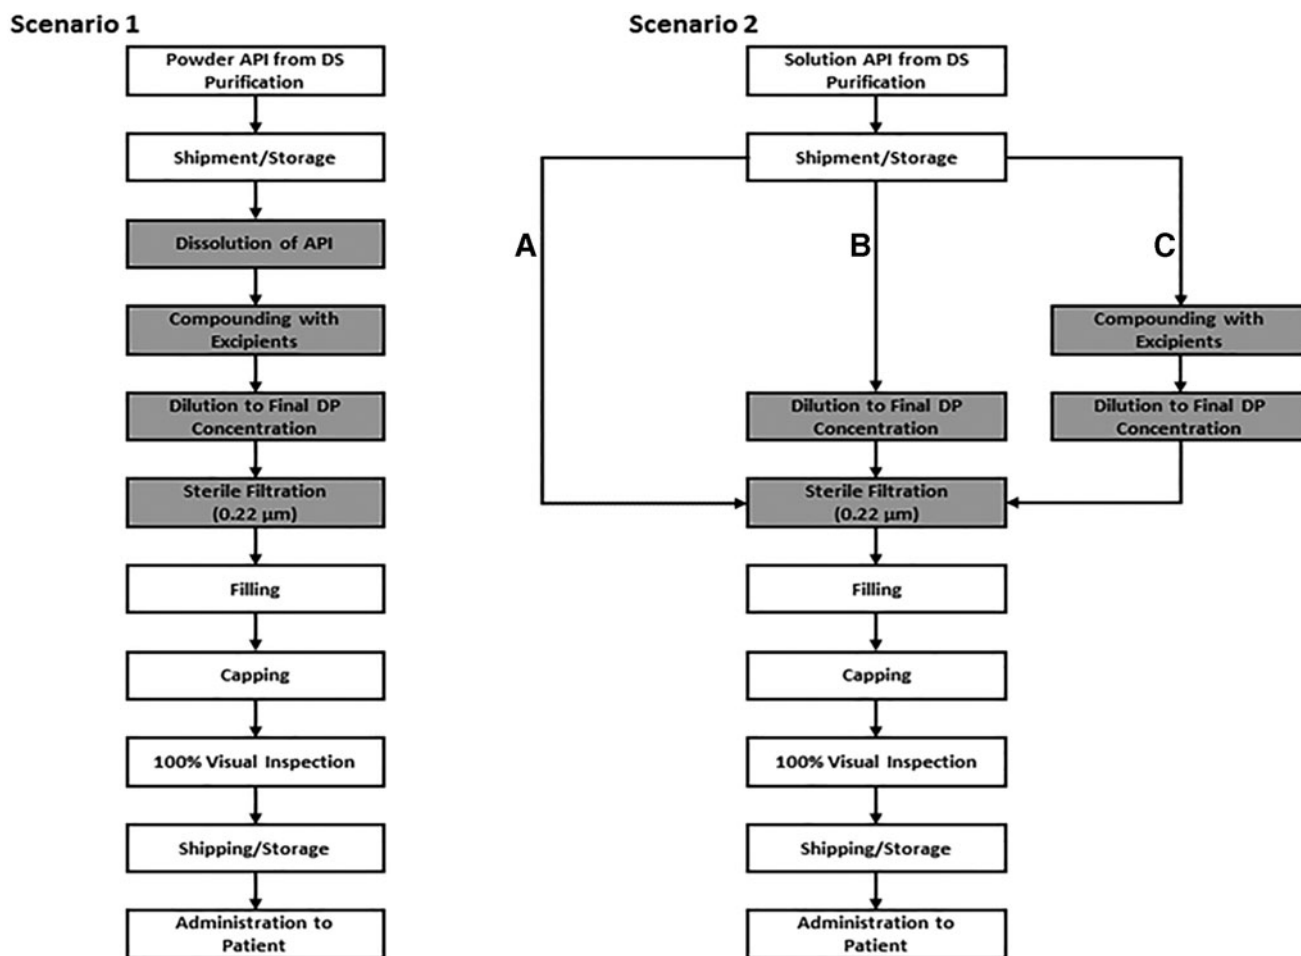 Scenario 1
Powder API from DS
Purification
Shipment/Storage
Dissolution of API
Compounding with
Excipients
Dilution to Final DP
Concentration
Sterile Filtration
(0.22 µm)
Filling
Capping
100% Visual Inspection
Shipping/Storage
Administration to
Patient
Scenario 2
Solution API from DS
Purification
Shipment/Storage
A
B
C
Compounding with
Excipients
Dilution to Final DP
Concentration
Dilution to Final DP
Concentration
Sterile Filtration
(0.22 µm)
Filling
Capping
100% Visual Inspection
Shipping/Storage
Administration to
Patient